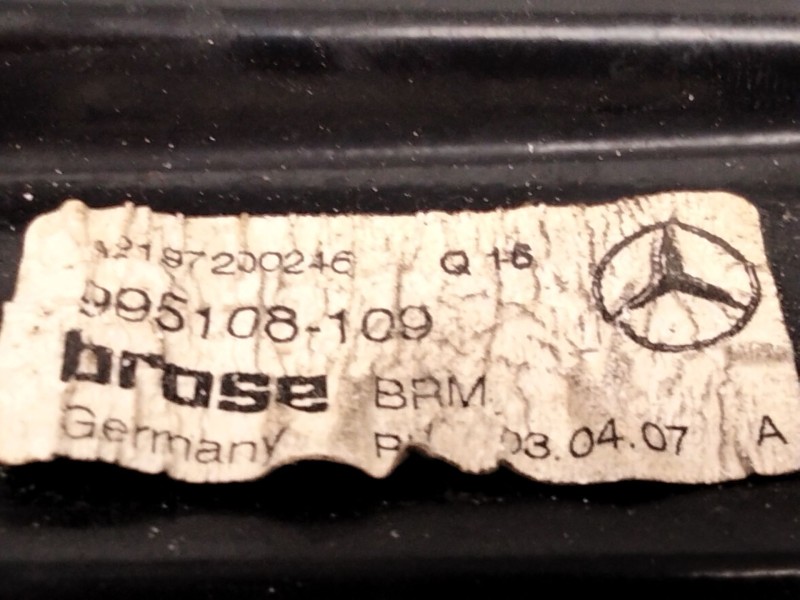 A2197200246 Q 16
995108-109
brose BRM
Germany 03.04.07 A